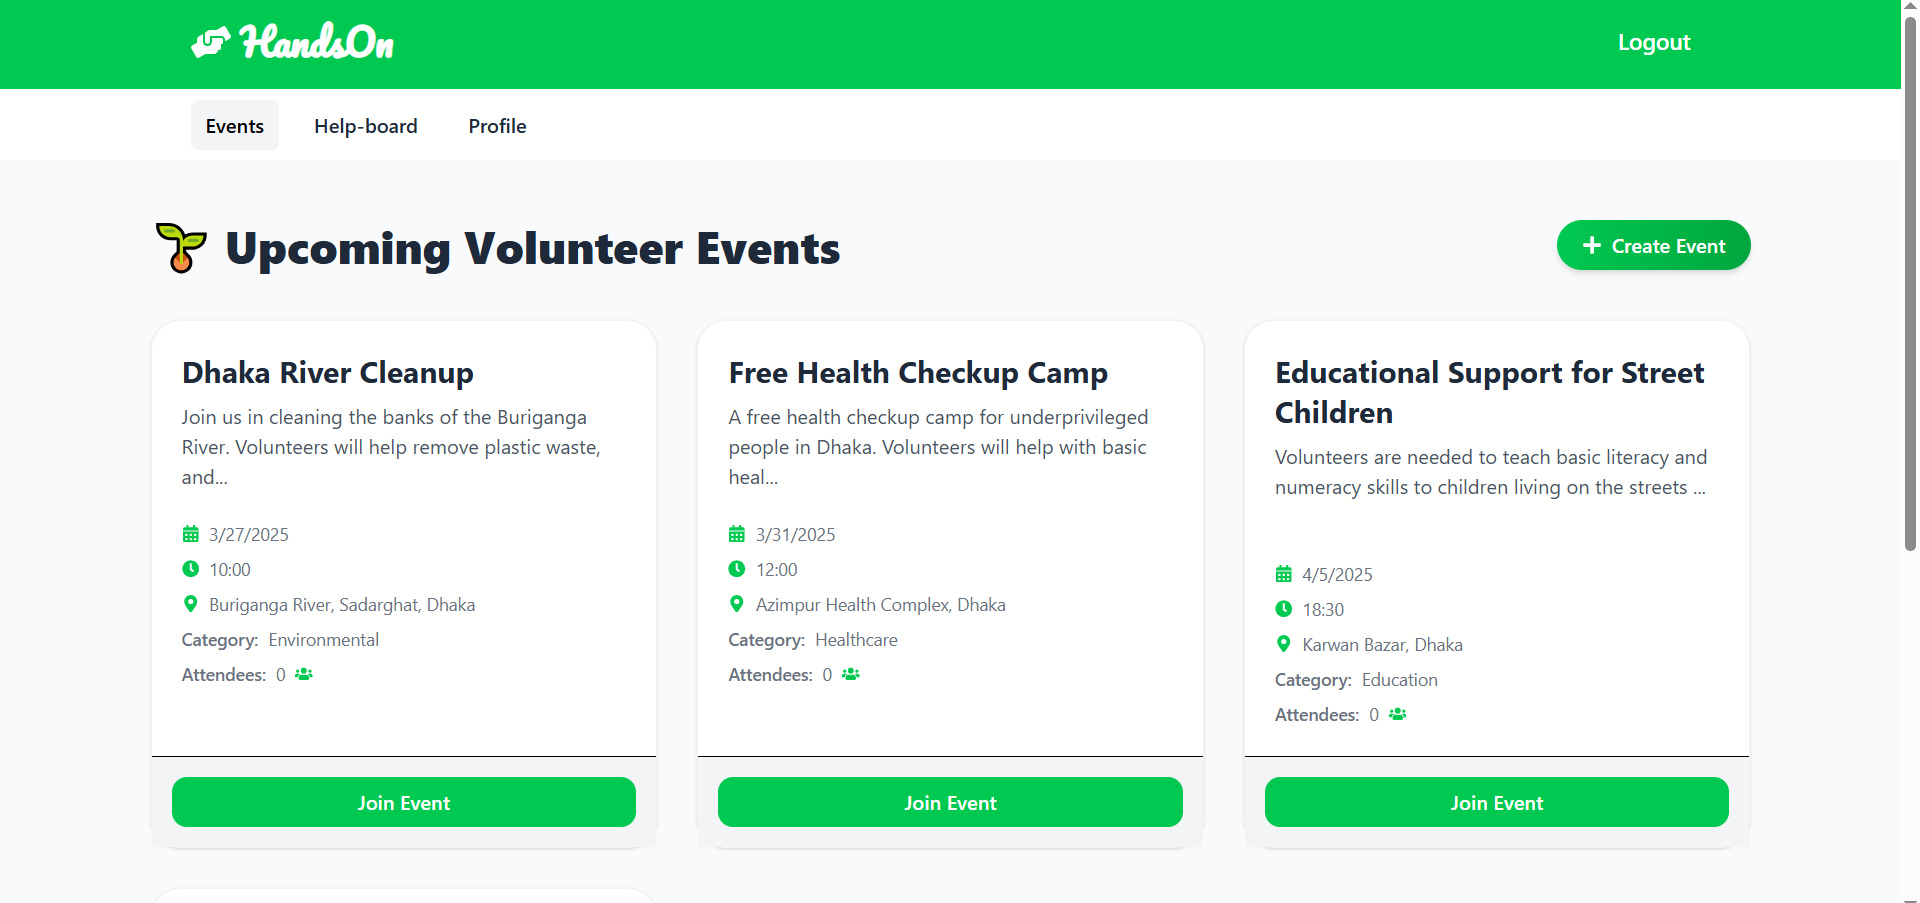 HandsOn
Logout
Events
Help-board
Profile
Upcoming Volunteer Events
Create Event
Dhaka River Cleanup
Join us in cleaning the banks of the Buriganga
River. Volunteers will help remove plastic waste,
and...
3/27/2025
10:00
Buriganga River, Sadarghat, Dhaka
Category: Environmental
Attendees: 0
Join Event
Free Health Checkup Camp
A free health checkup camp for underprivileged
people in Dhaka. Volunteers will help with basic
heal...
3/31/2025
12:00
Azimpur Health Complex, Dhaka
Category: Healthcare
Attendees: 0
Join Event
Educational Support for Street
Children
Volunteers are needed to teach basic literacy and
numeracy skills to children living on the streets ...
4/5/2025
18:30
Karwan Bazar, Dhaka
Category: Education
Attendees: 0
Join Event